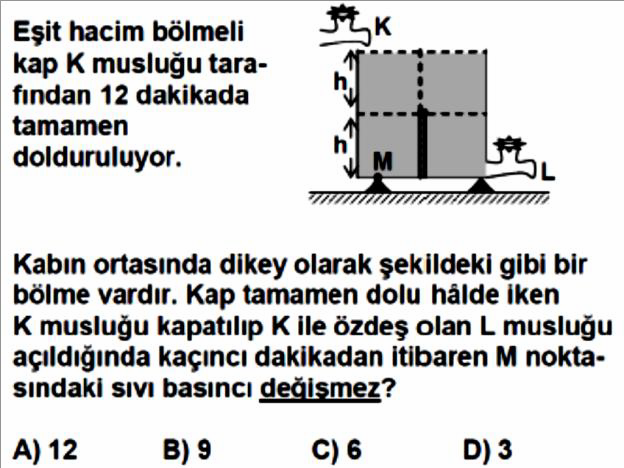 Eşit hacim bölmeli
kap K musluğu tara-
fından 12 dakikada
tamamen
dolduruluyor.
K
h
h
M
L
Kabın ortasında dikey olarak şekildeki gibi bir
bölme vardır. Kap tamamen dolu hâlde iken
K musluğu kapatılıp K ile özdeş olan L musluğu
açıldığında kaçıncı dakikadan itibaren M nokta-
sındaki sıvı basıncı değişmez?
A) 12 B) 9 C) 6 D) 3